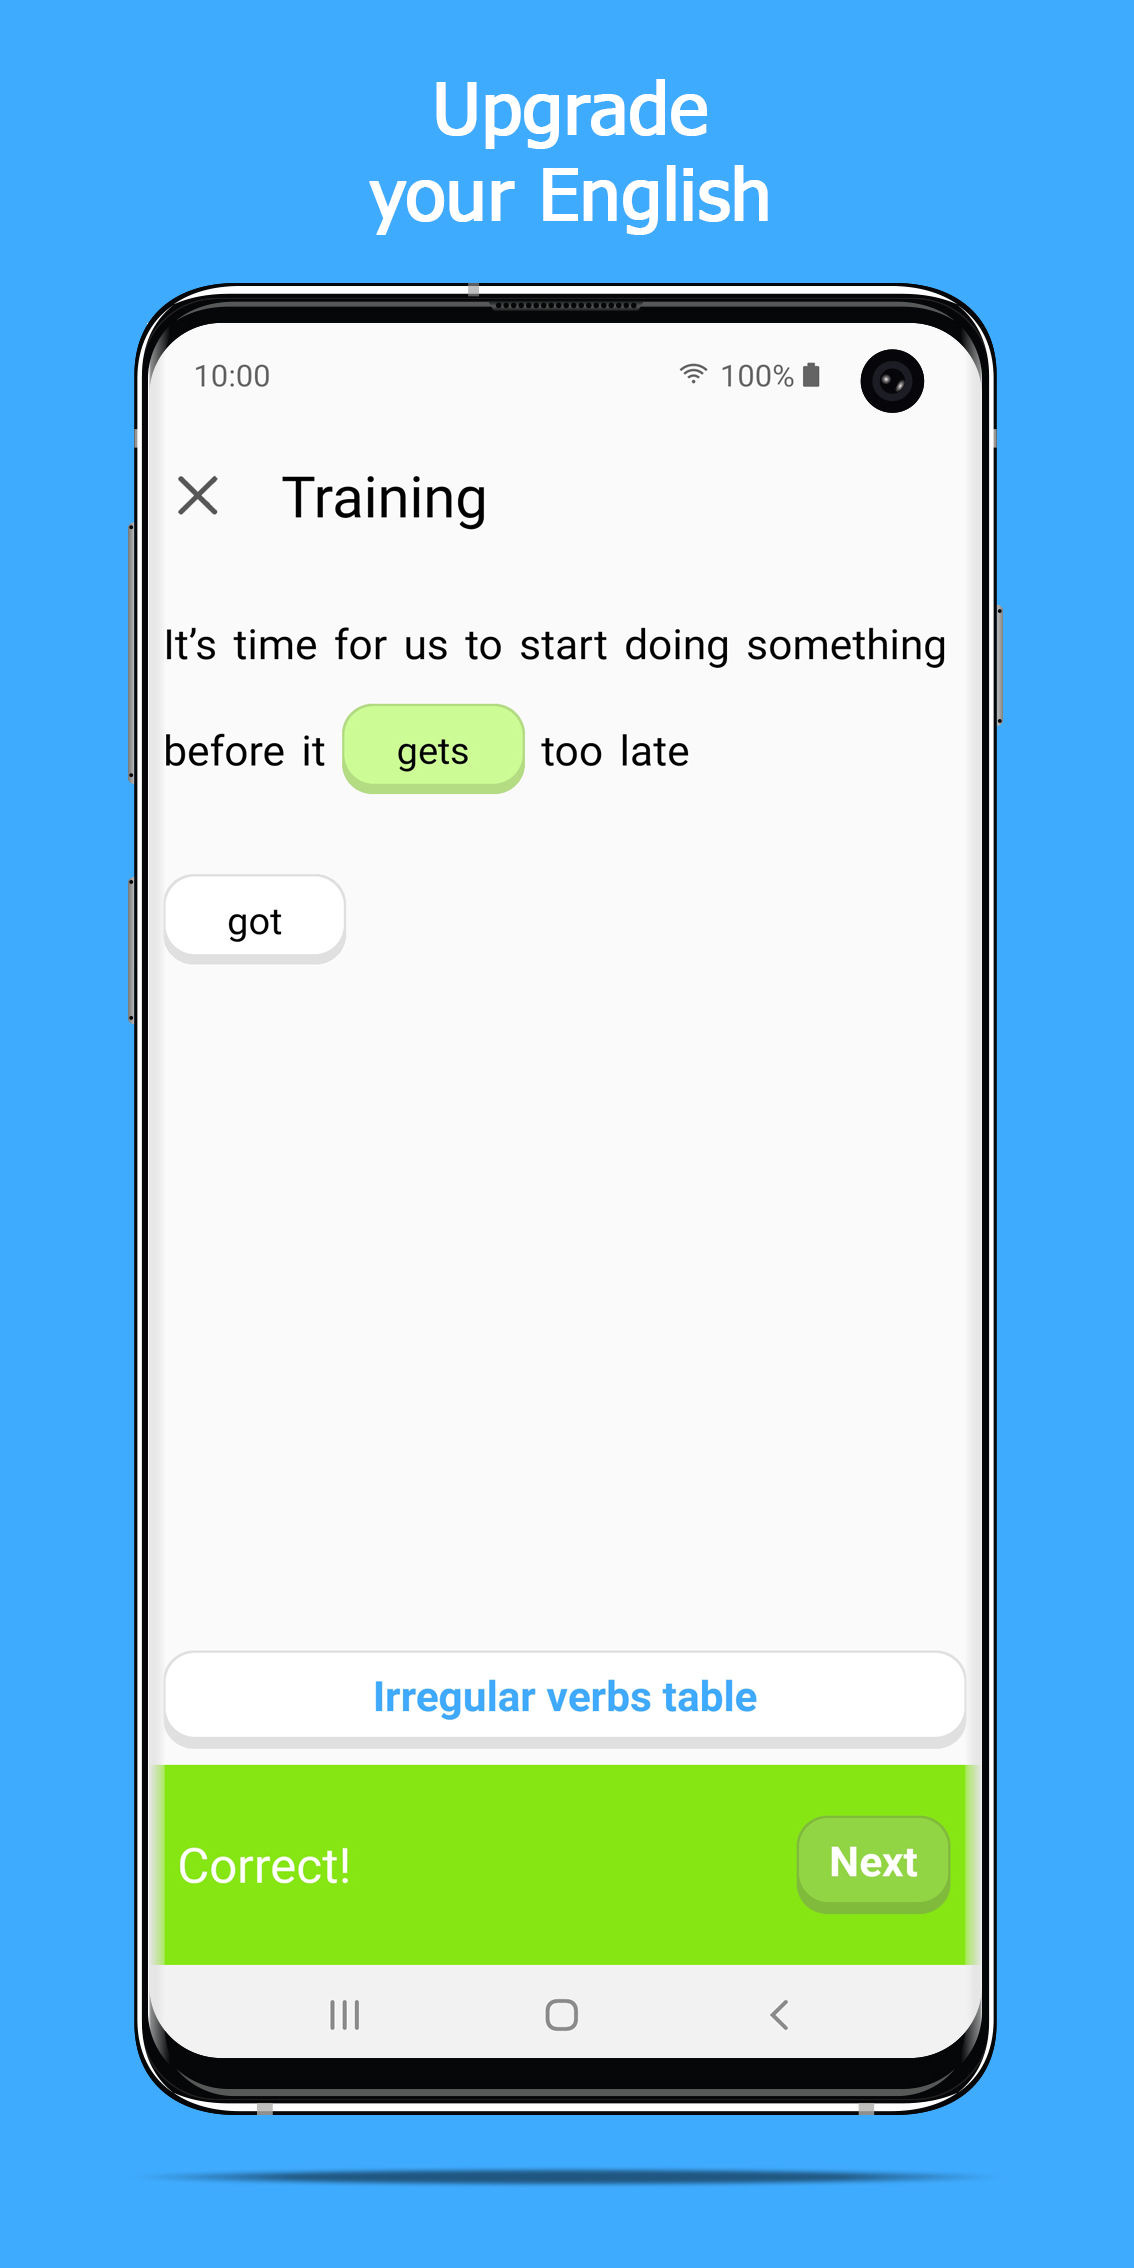 Upgrade
your English
10:00 100%
Training
It’s time for us to start doing something
before it gets too late
got
Irregular verbs table
Correct! Next